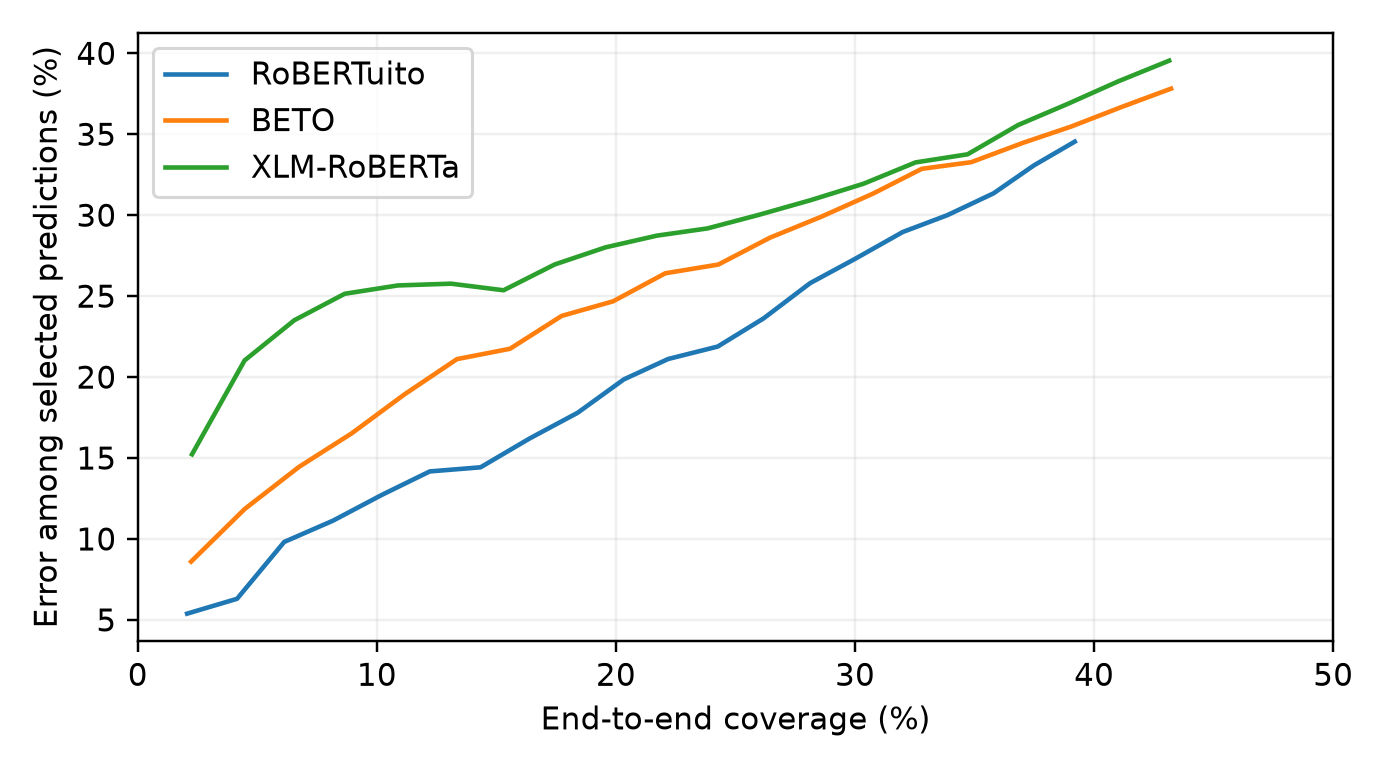 40
35
30
25
20
15
10
5
Error among selected predictions (%)
RoBERTuito
BETO
XLM-RoBERTa
0 10 20 30 40 50
End-to-end coverage (%)